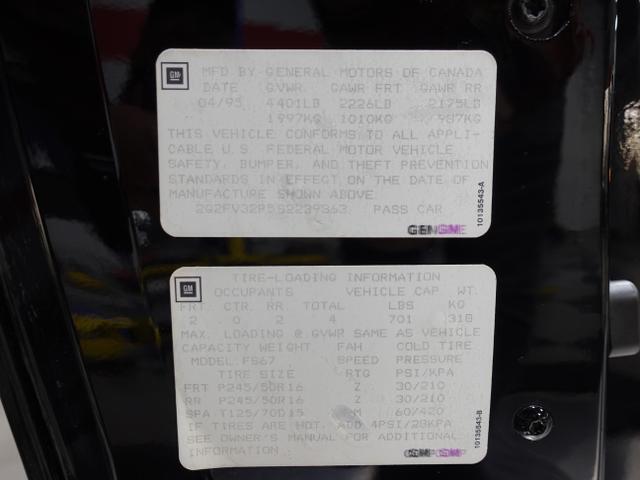 GM
MFD BY GENERAL MOTORS OF CANADA
DATE GVWR GAWR FRT GAWR RR
04/95 4401LB 2226LB 2175LB
1997KG 1010KG 987KG
THIS VEHICLE CONFORMS TO ALL APPLI-
CABLE U.S FEDERAL MOTOR VEHICLE
SAFETY, BUMPER, AND THEFT PREVENTION
STANDARDS IN EFFECT ON THE DATE OF
MANUFACTURE SHOWN ABOVE
2G2FV32P5S2239363 PASS CAR
10135543-A
GM
TIRE-LOADING INFORMATION
OCCUPANTS VEHICLE CAP WT.
FRT CTR. RR TOTAL LBS KG
2 0 2 4 701 318
MAX. LOADING @ GVWR SAME AS VEHICLE
CAPACITY WEIGHT FAH COLD TIRE
MODEL: FS67 SPEED PRESSURE
TIRE SIZE RTG PSI/KPA
FRT P245/50R16 Z 30/210
RR P245/50R16 Z 30/210
SPA T125/70D15 M 60/420
IF TIRES ARE HOT, ADD 4PSI/28KPA
SEE OWNER'S MANUAL FOR ADDITIONAL
INFORMATION
10135543-B